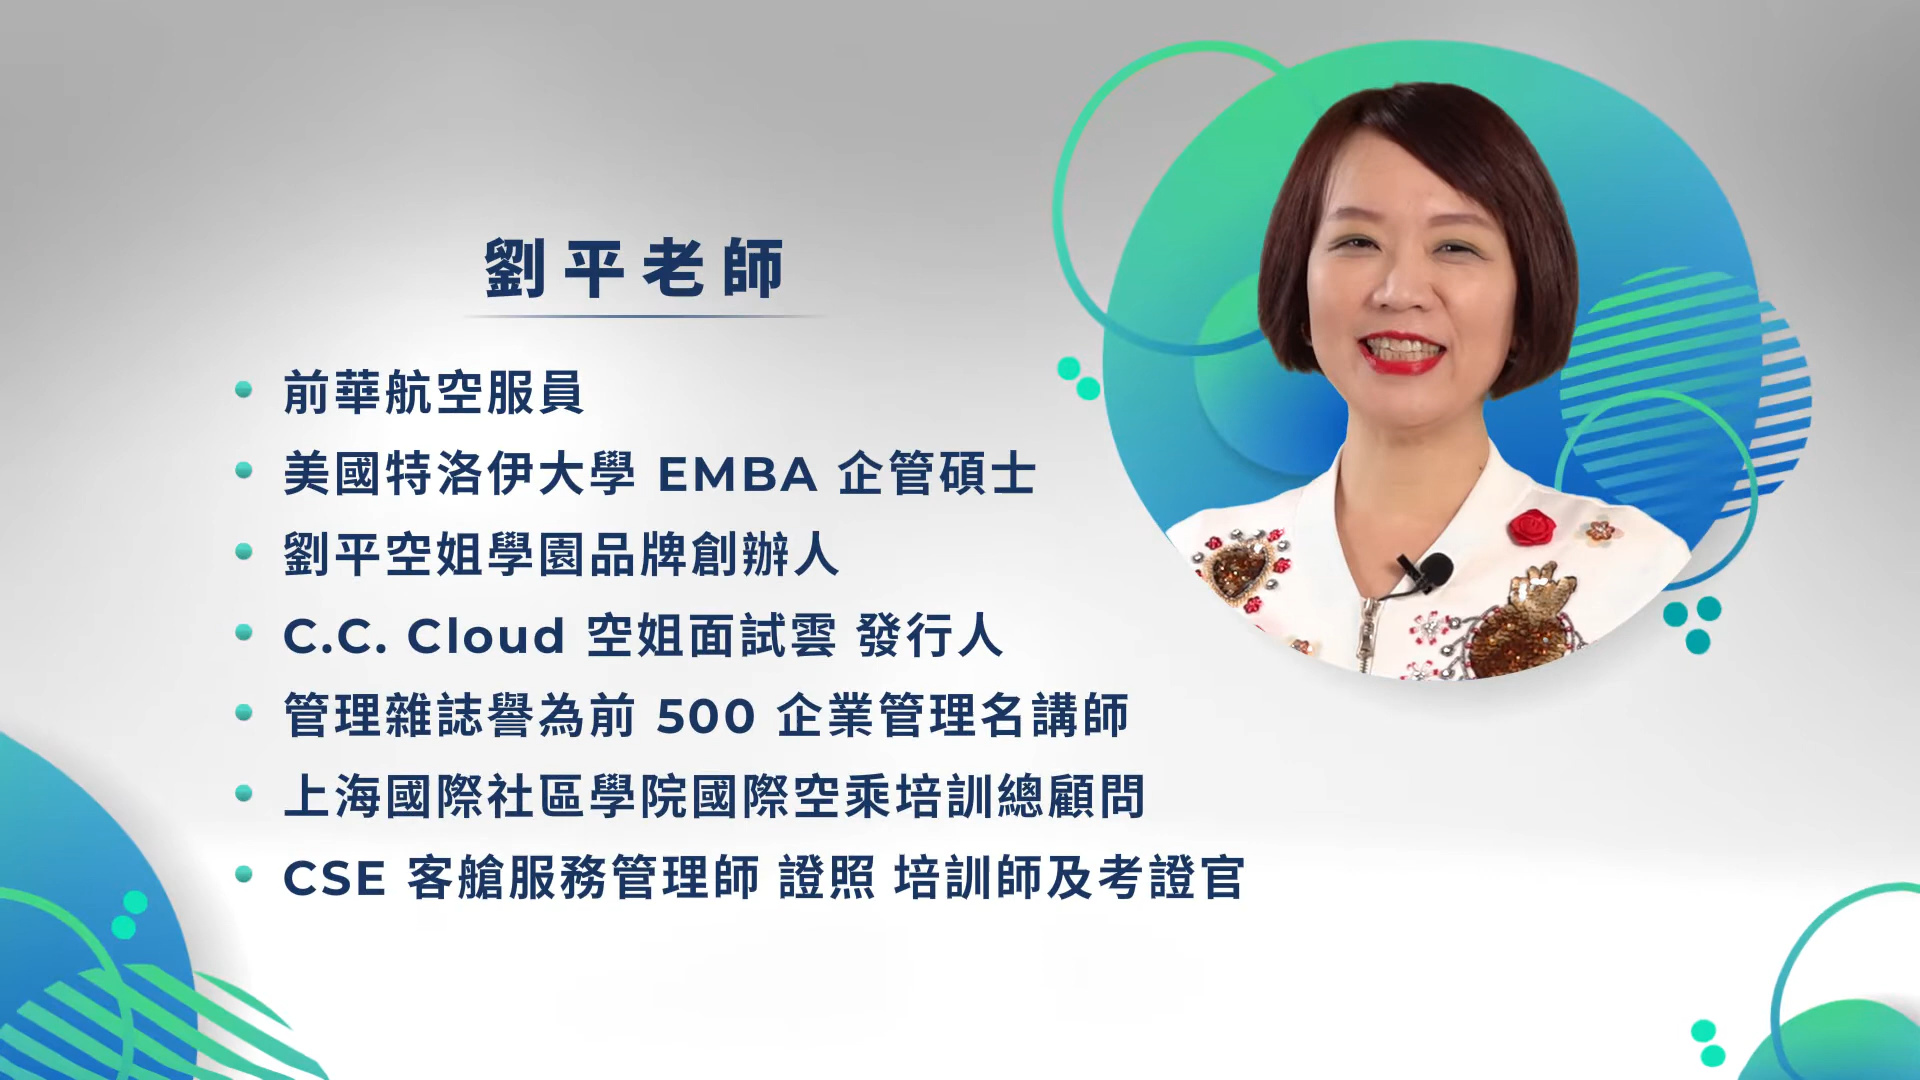 劉平老師
前華航空服員
美國特洛伊大學 EMBA 企管碩士
劉平空姐學園品牌創辦人
C.C. Cloud 空姐面試雲 發行人
管理雜誌譽為前 500 企業管理名講師
上海國際社區學院國際空乘培訓總顧問
CSE 客艙服務管理師 證照 培訓師及考證官